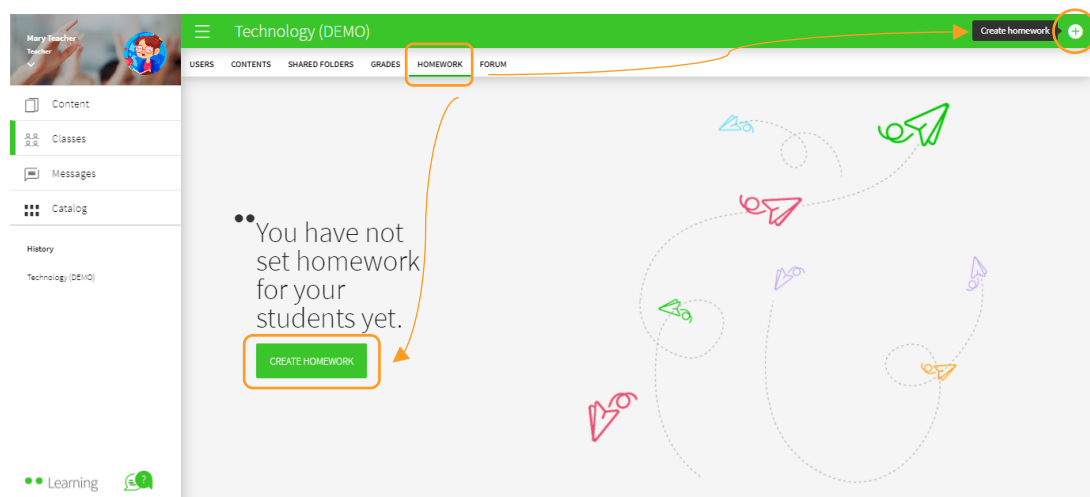 Mary Teacher
Teacher
Technology (DEMO)
Create homework
USERS CONTENTS SHARED FOLDERS GRADES HOMEWORK FORUM
Content
Classes
Messages
Catalog
History
Technology (DEMO)
You have not
set homework
for your
students yet.
CREATE HOMEWORK
Learning
?